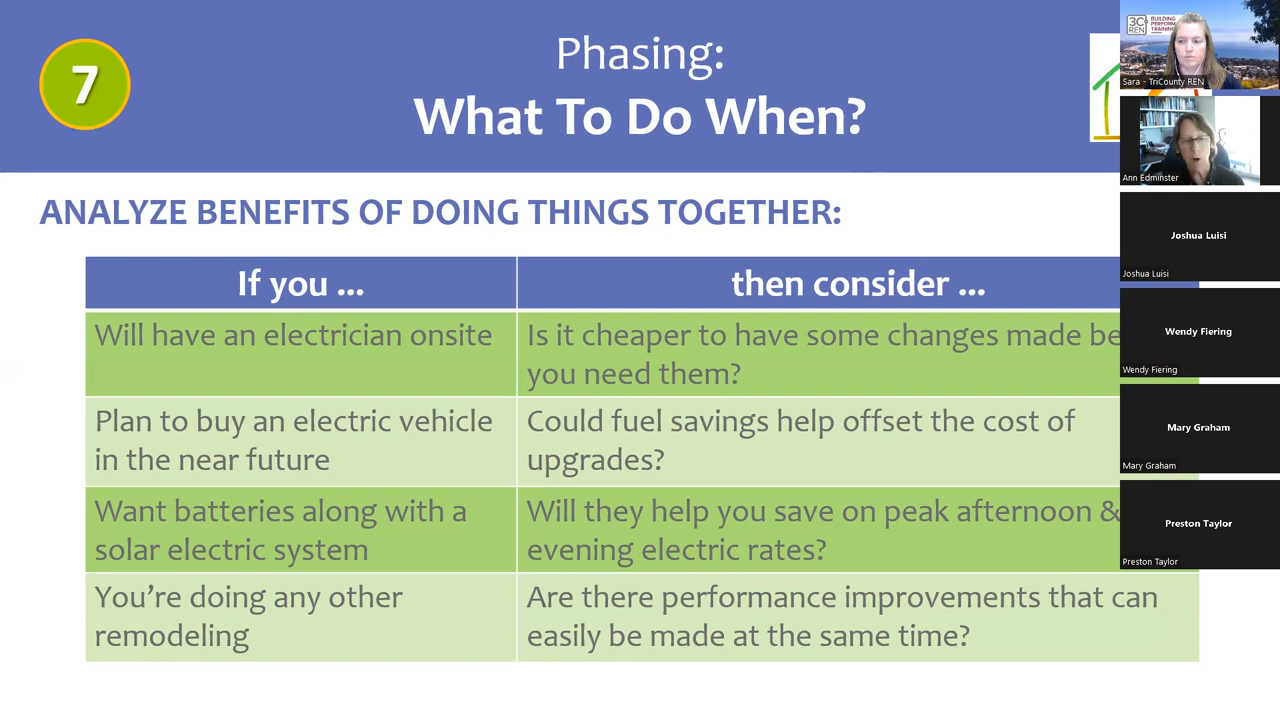 7
Phasing:
What To Do When?
ANALYZE BENEFITS OF DOING THINGS TOGETHER:
If you ...
then consider ...
Will have an electrician onsite
Is it cheaper to have some changes made
you need them?
Plan to buy an electric vehicle
in the near future
Could fuel savings help offset the cost of
upgrades?
Want batteries along with a
solar electric system
Will they help you save on peak afternoon &
evening electric rates?
You’re doing any other
remodeling
Are there performance improvements that can
easily be made at the same time?
3C
REN
BUILDING
TRAINING
Sara - TriCounty REN
Ann Edminster
Joshua Luisi
Joshua Luisi
Wendy Fiering
Wendy Fiering
Mary Graham
Mary Graham
Preston Taylor
Preston Taylor